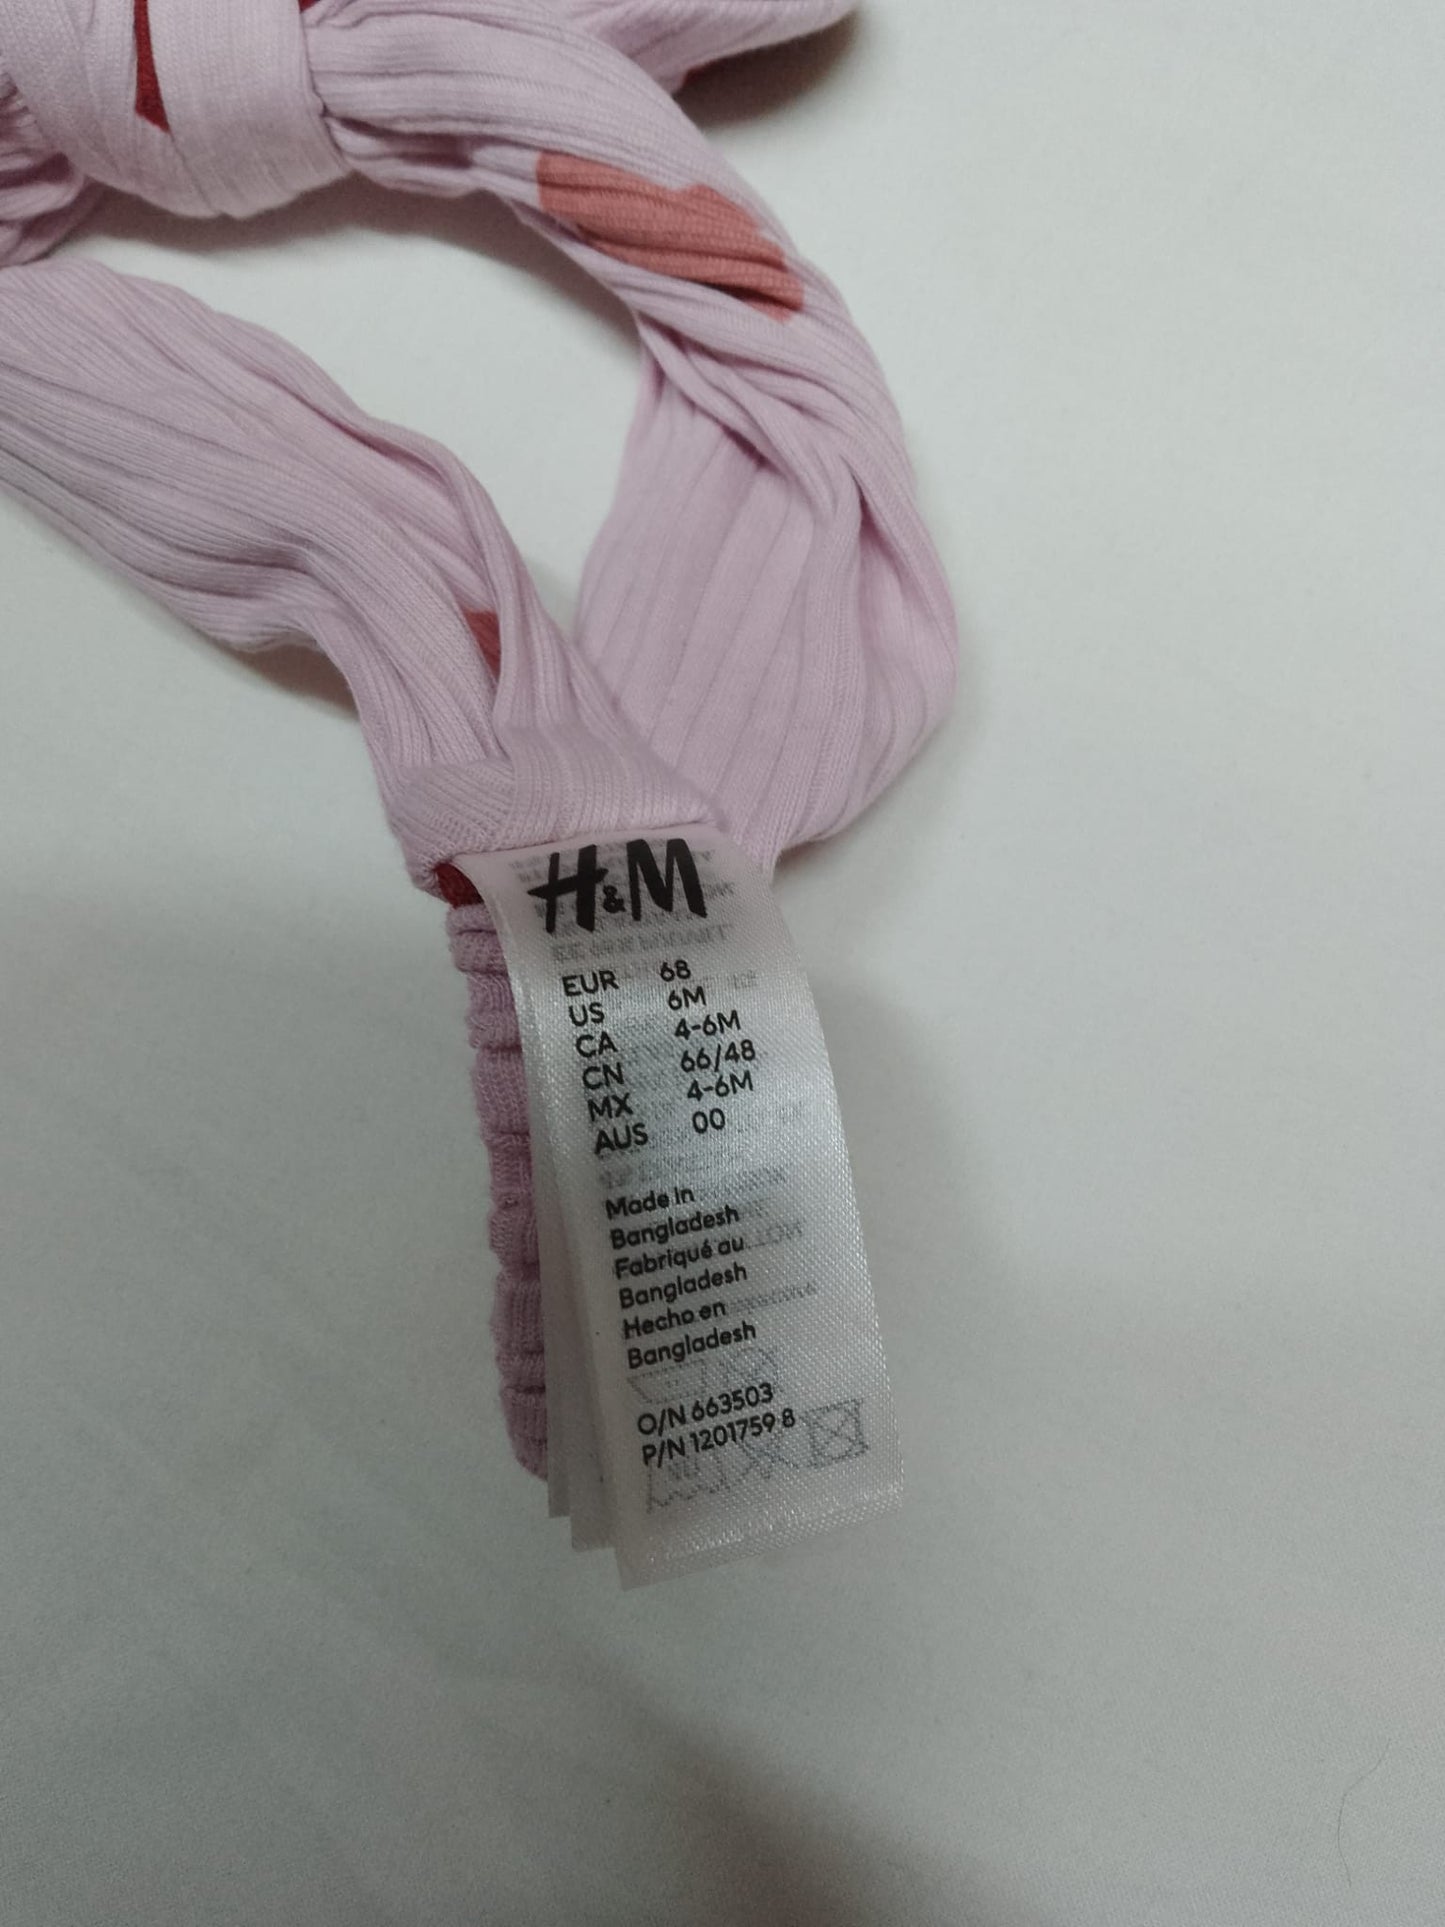 H&M
EUR 68
US 6M
CA 4-6M
CN 66/48
MX 4-6M
AUS 00
Made in
Bangladesh
Fabriqué au
Bangladesh
Hecho en
Bangladesh
O/N 663503
P/N 1201759 8